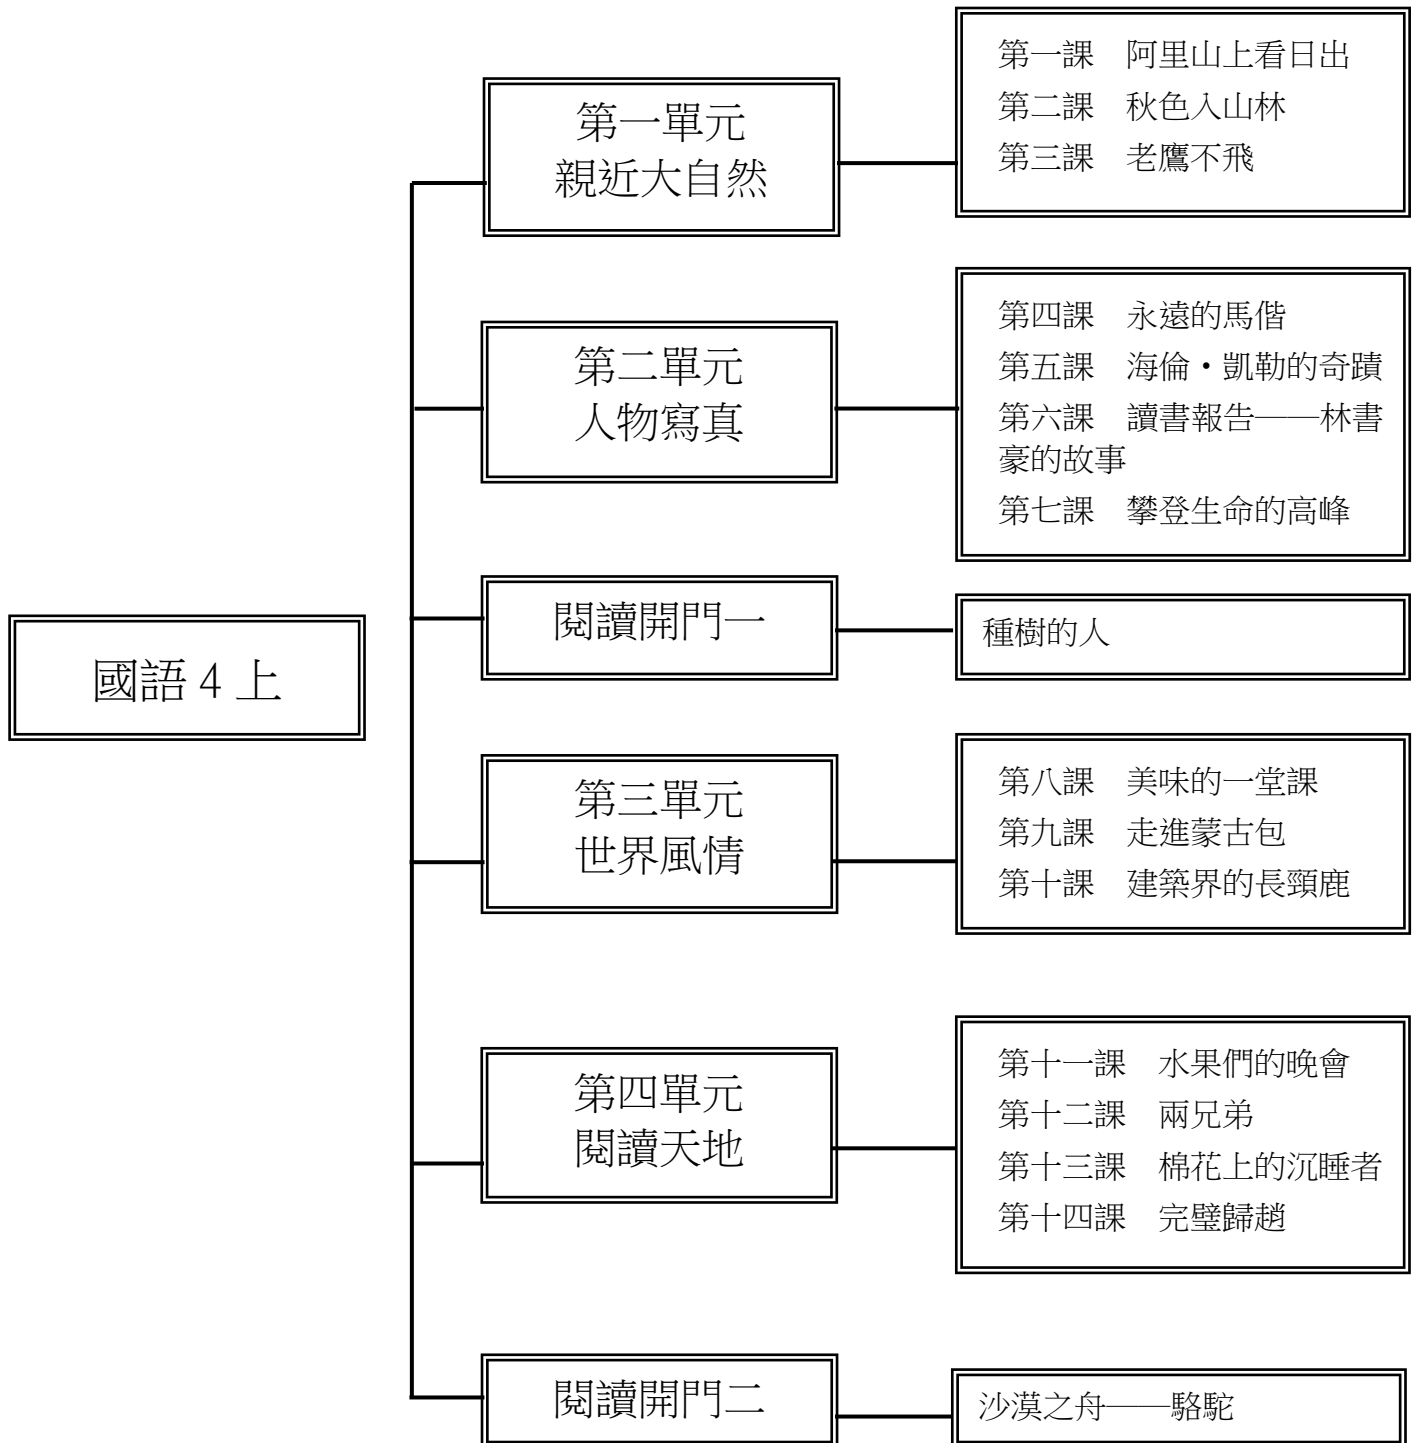 國語 4 上
第一單元
親近大自然
第一課　阿里山上看日出
第二課　秋色入山林
第三課　老鷹不飛
第二單元
人物寫真
第四課　永遠的馬偕
第五課　海倫・凱勒的奇蹟
第六課　讀書報告──林書
豪的故事
第七課　攀登生命的高峰
閱讀開門一
種樹的人
第三單元
世界風情
第八課　美味的一堂課
第九課　走進蒙古包
第十課　建築界的長頸鹿
第四單元
閱讀天地
第十一課　水果們的晚會
第十二課　兩兄弟
第十三課　棉花上的沉睡者
第十四課　完璧歸趙
閱讀開門二
沙漠之舟──駱駝